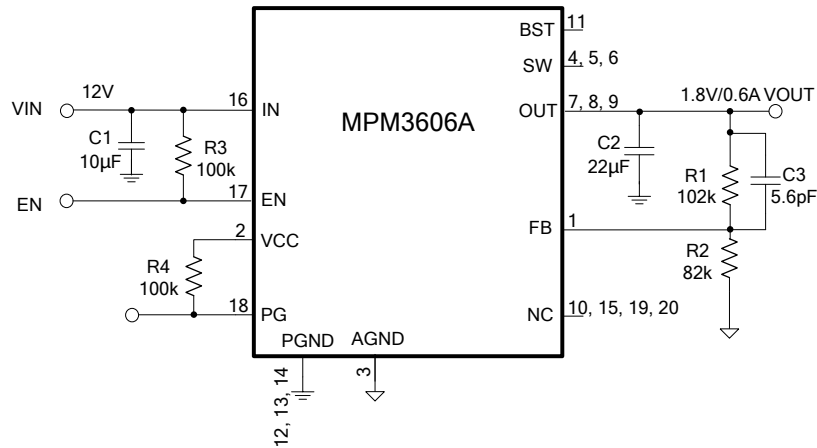 BST
11
SW
4, 5, 6
12V
1.8V/0.6A VOUT
VIN
16
IN
OUT
7, 8, 9
MPM3606A
C1
10µF
R3
100k
C2
22µF
R1
102k
C3
5.6pF
EN
17
EN
FB
1
2
VCC
R4
100k
R2
82k
18
PG
NC
10, 15, 19, 20
PGND
AGND
12, 13, 14
3